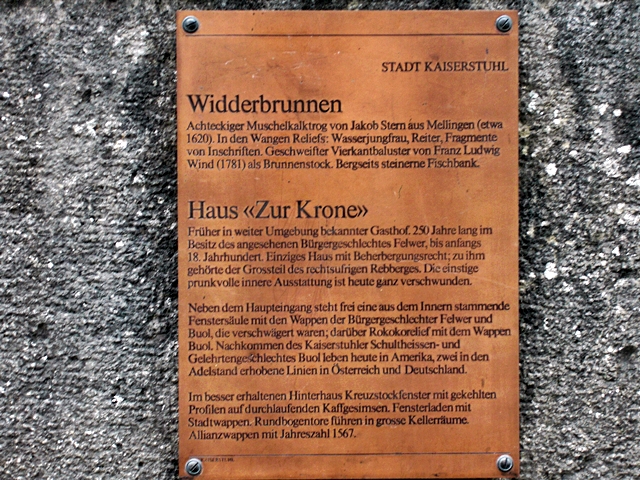 STADT KAISERSTUHL
Widderbrunnen
Achteckiger Muschelkalktrog von Jakob Stern aus Mellingen (etwa
1620). In den Wangen Reliefs: Wasserjungfrau, Reiter, Fragmente
von Inschriften. Geschweifter Vierkantbaluster von Franz Ludwig
Wind (1781) als Brunnenstock. Bergseits steinerne Fischbank.
Haus «Zur Krone»
Früher in weiter Umgebung bekannter Gasthof. 250 Jahre lang im
Besitz des angesehenen Bürgergeschlechtes Felwer, bis anfangs
18. Jahrhundert. Einziges Haus mit Beherbergungsrecht; zu ihm
gehörte der Grossteil des rechtsufrigen Rebberges. Die einstige
prunkvolle innere Ausstattung ist heute ganz verschwunden.
Neben dem Haupteingang steht frei eine aus dem Innern stammende
Fenstersäule mit den Wappen der Bürgergeschlechter Felwer und
Buol, die verschwägert waren; darüber Rokokorelief mit dem Wappen
Buol. Nachkommen des Kaiserstuhler Schultheissen- und
Gelehrtengeschlechtes Buol leben heute in Amerika, zwei in den
Adelstand erhobene Linien in Österreich und Deutschland.
Im besser erhaltenen Hinterhaus Kreuzstockfenster mit gekehlten
Profilen auf durchlaufenden Kaffgesimsen. Fensterladen mit
Stadtwappen. Rundbogentore führen in grosse Kellerräume.
Allianzwappen mit Jahreszahl 1567.